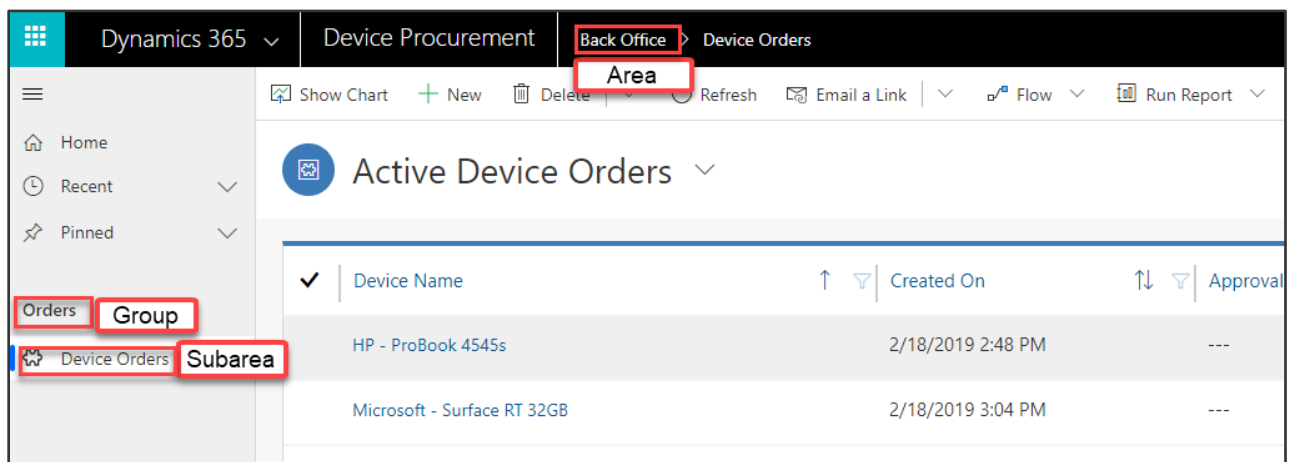 Dynamics 365 Device Procurement Back Office > Device Orders
Area
Show Chart New Delete Refresh Email a Link Flow Run Report
Home
Recent
Pinned
Active Device Orders
Device Name Created On Approval
Orders Group
Device Orders Subarea
HP - ProBook 4545s 2/18/2019 2:48 PM ---
Microsoft - Surface RT 32GB 2/18/2019 3:04 PM ---